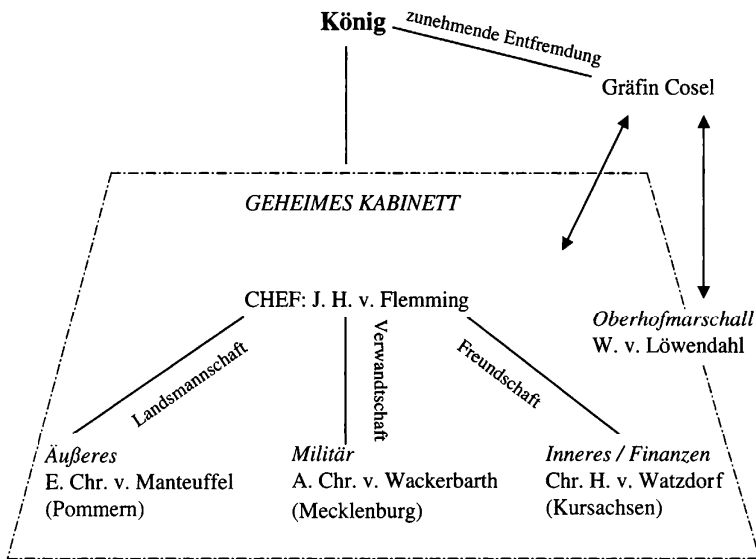 König
zunehmende Entfremdung
Gräfin Cosel
GEHEIMES KABINETT
CHEF: J. H. v. Flemming
Oberhofmarschall
W. v. Löwendahl
Landsmannschaft
Verwandtschaft
Freundschaft
Äußeres
E. Chr. v. Manteuffel
(Pommern)
Militär
A. Chr. v. Wackerbarth
(Mecklenburg)
Inneres / Finanzen
Chr. H. v. Watzdorf
(Kursachsen)